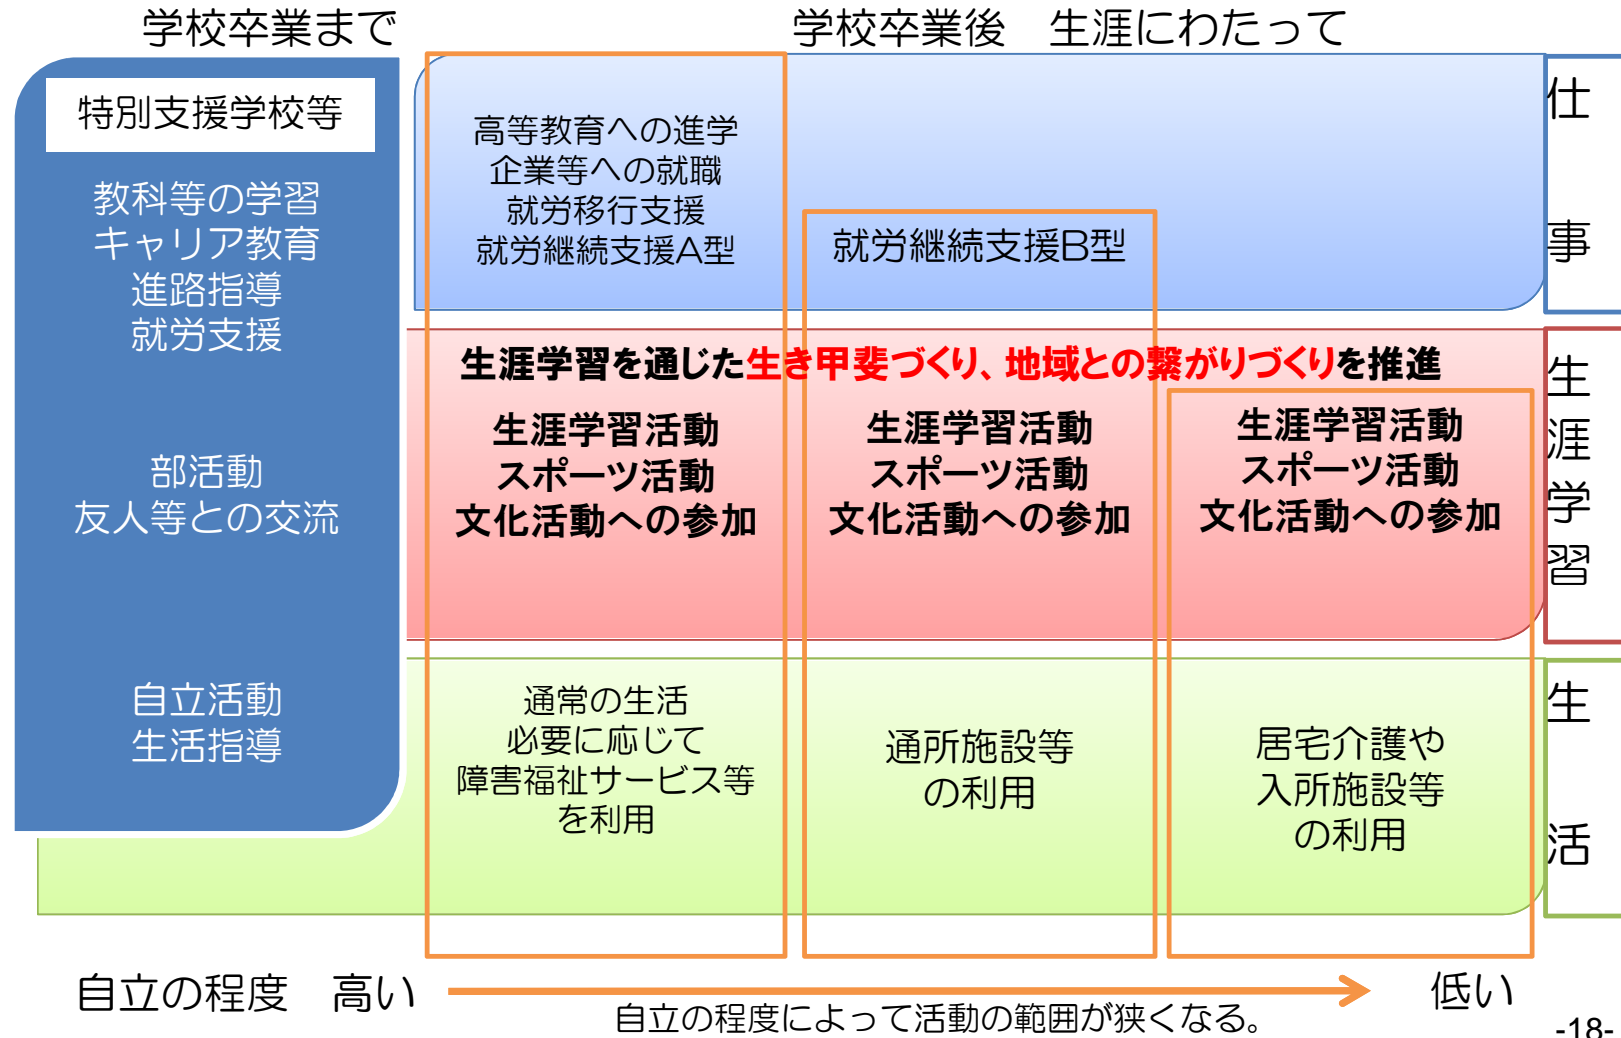 学校卒業まで
学校卒業後　生涯にわたって
特別支援学校等
教科等の学習
キャリア教育
進路指導
就労支援
部活動
友人等との交流
自立活動
生活指導
高等教育への進学
企業等への就職
就労移行支援
就労継続支援A型
就労継続支援B型
仕事
生涯学習を通じた生き甲斐づくり、地域との繋がりづくりを推進
生涯学習活動
スポーツ活動
文化活動への参加
生涯学習活動
スポーツ活動
文化活動への参加
生涯学習活動
スポーツ活動
文化活動への参加
生涯学習
通常の生活
必要に応じて
障害福祉サービス等
を利用
通所施設等
の利用
居宅介護や
入所施設等
の利用
生活
自立の程度　高い
低い
自立の程度によって活動の範囲が狭くなる。
-18-